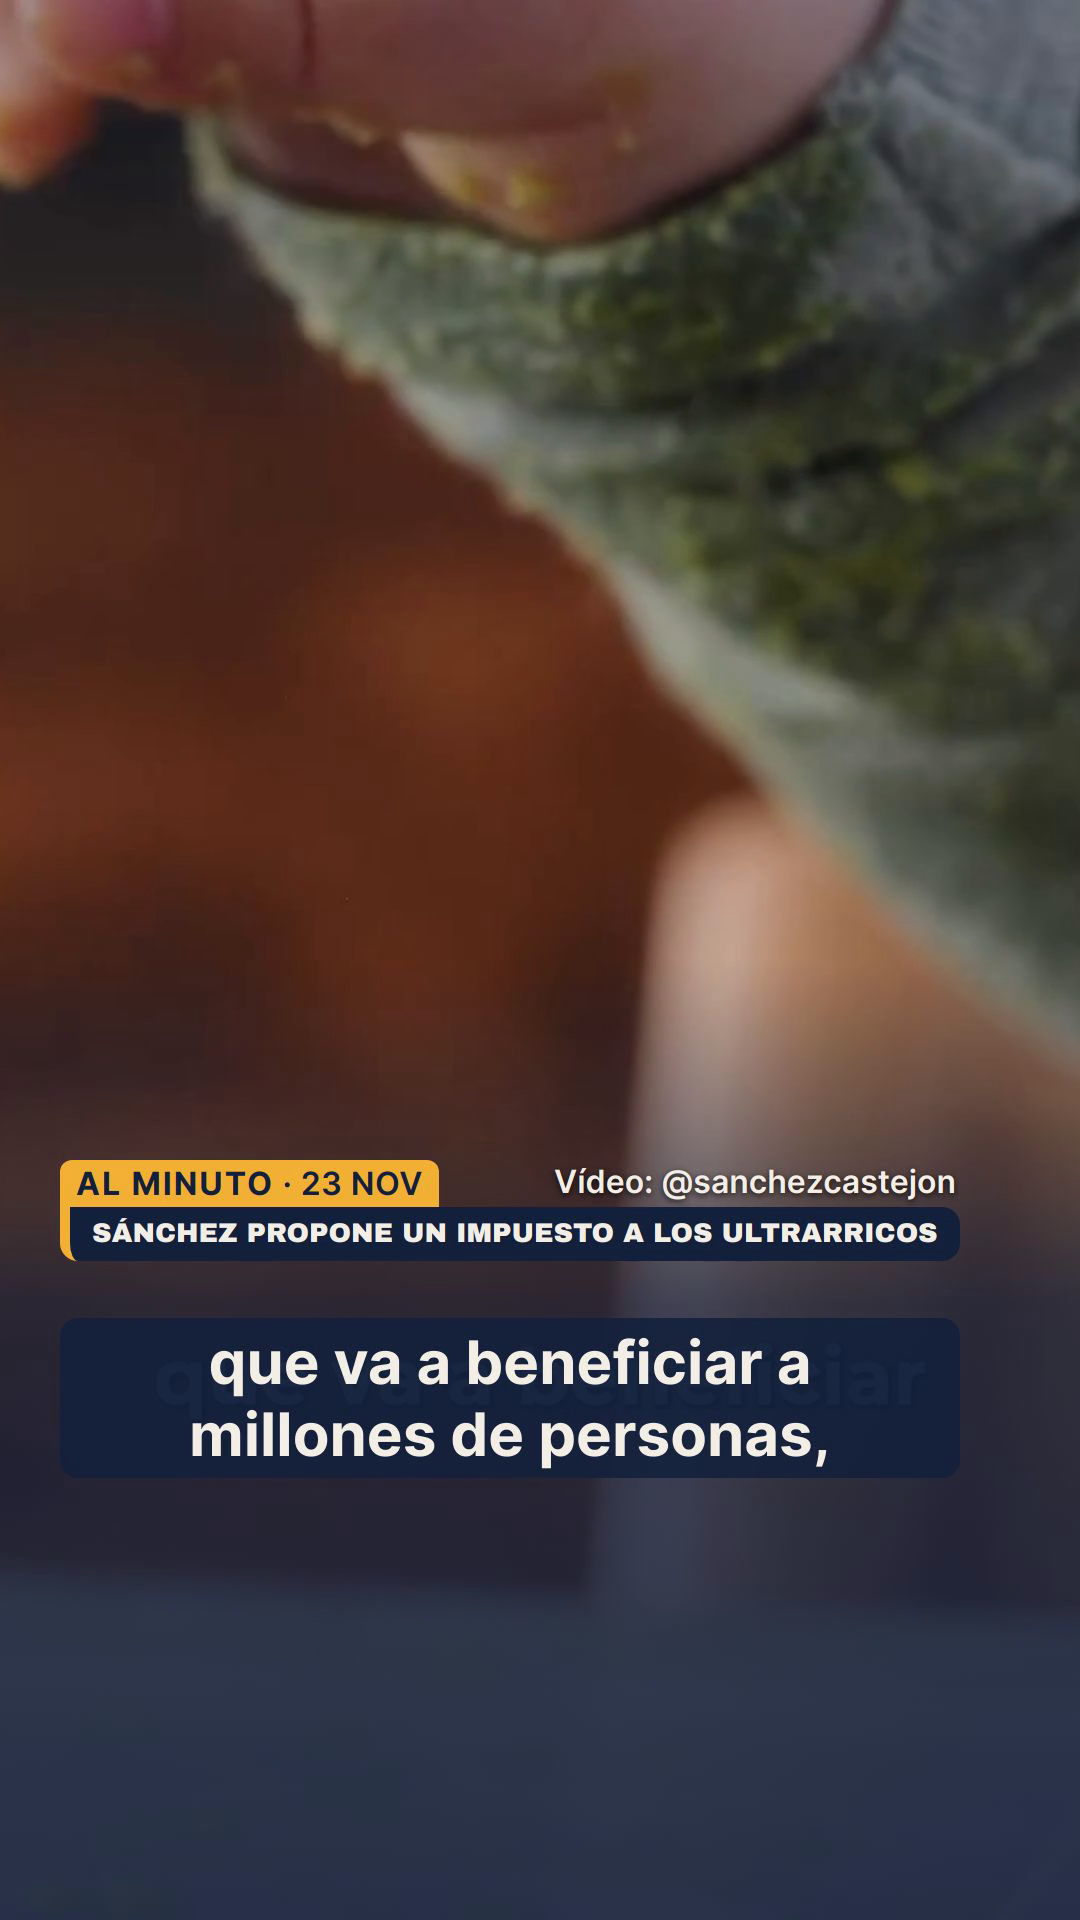 AL MINUTO · 23 NOV
Vídeo: @sanchezcastejon
SÁNCHEZ PROPONE UN IMPUESTO A LOS ULTRARRICOS
que va a beneficiar a
millones de personas,